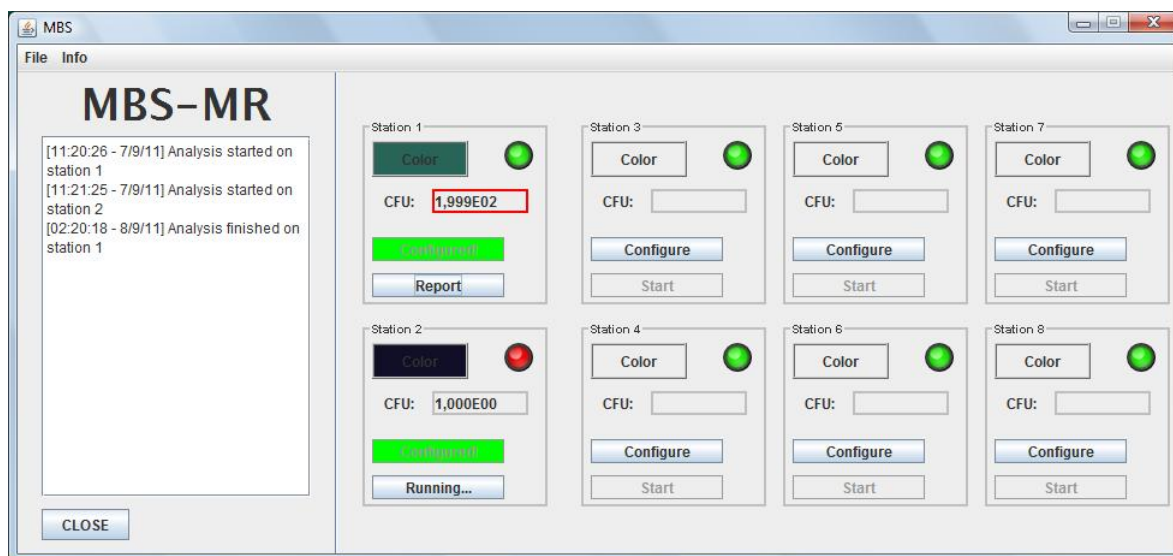 MBS
File Info
MBS-MR
[11:20:26 - 7/9/11] Analysis started on
station 1
[11:21:25 - 7/9/11] Analysis started on
station 2
[02:20:18 - 8/9/11] Analysis finished on
station 1
CLOSE
Station 1
Color
CFU: 1,999E02
Configured!
Report
Station 3
Color
CFU:
Configure
Start
Station 5
Color
CFU:
Configure
Start
Station 7
Color
CFU:
Configure
Start
Station 2
Color
CFU: 1,000E00
Configured!
Running...
Station 4
Color
CFU:
Configure
Start
Station 6
Color
CFU:
Configure
Start
Station 8
Color
CFU:
Configure
Start